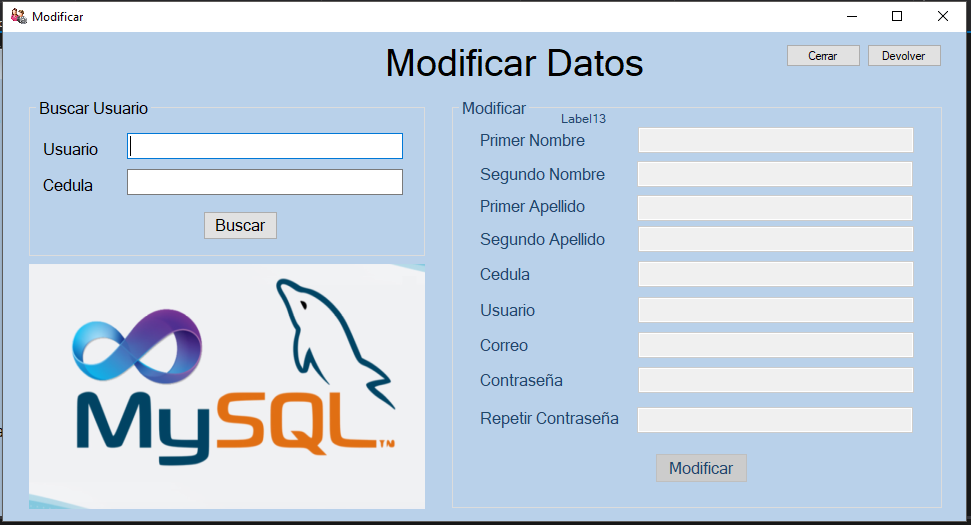 Modificar
Modificar Datos
Cerrar
Devolver
Buscar Usuario
Usuario
Cedula
Buscar
MySQL™
Modificar
Label13
Primer Nombre
Segundo Nombre
Primer Apellido
Segundo Apellido
Cedula
Usuario
Correo
Contraseña
Repetir Contraseña
Modificar